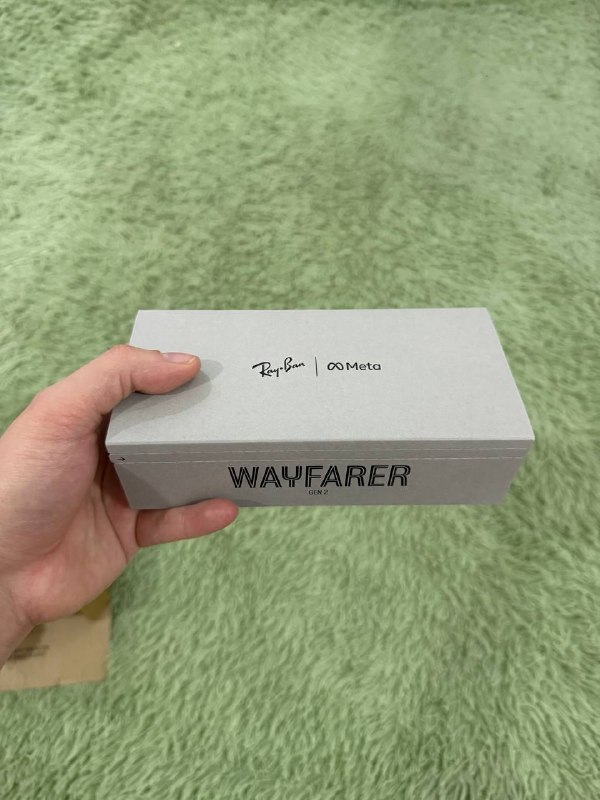 Ray-Ban | ∞ Meta
WAYFARER
GEN 2